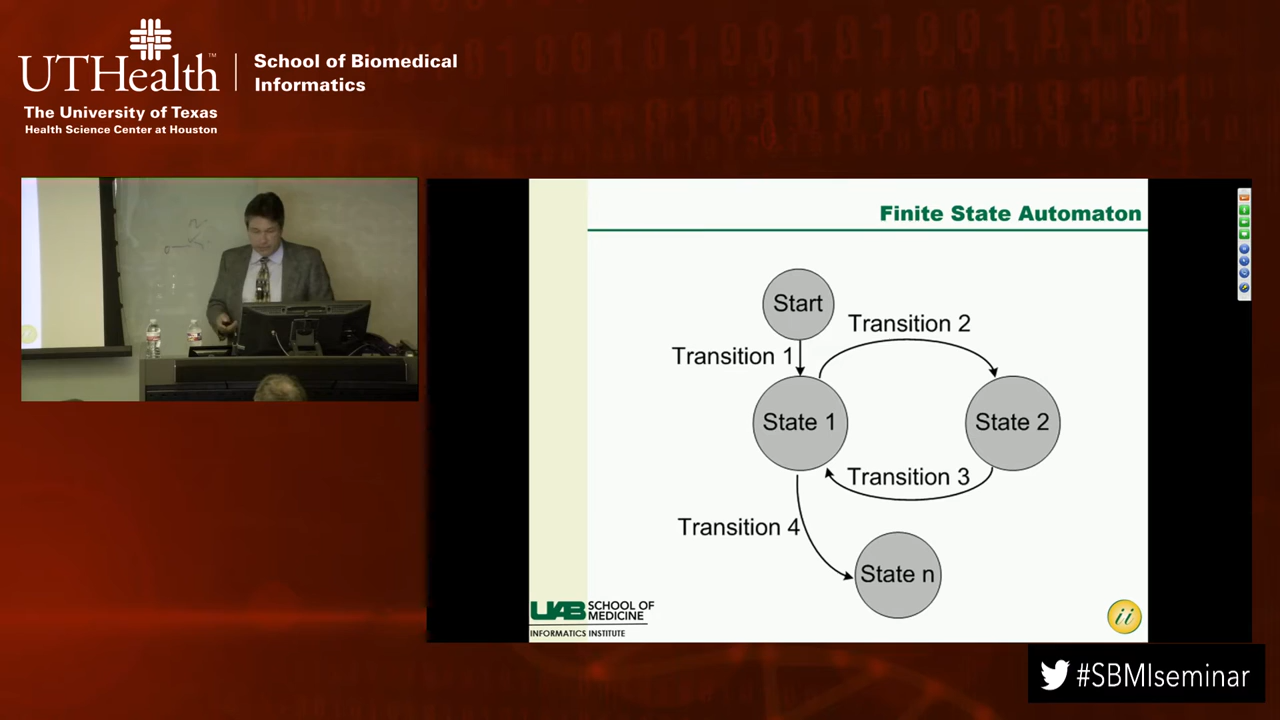 UTHealth™
School of Biomedical
Informatics
The University of Texas
Health Science Center at Houston
Finite State Automaton
Start
Transition 2
Transition 1
State 1
State 2
Transition 3
Transition 4
State n
UAB SCHOOL OF
MEDICINE
INFORMATICS INSTITUTE
ii
#SBMIseminar